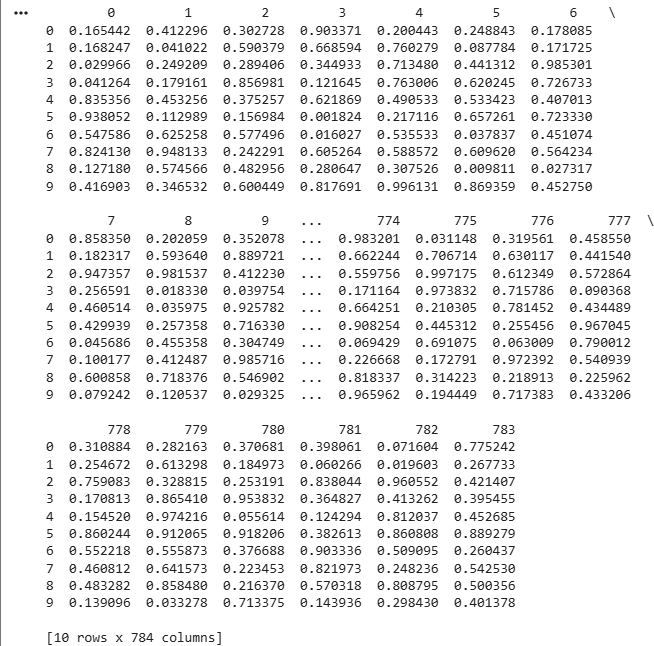 •••        0         1         2         3         4         5         6    \
0  0.165442  0.412296  0.302728  0.903371  0.200443  0.248843  0.178085
1  0.168247  0.041022  0.590379  0.668594  0.760279  0.087784  0.171725
2  0.029966  0.249209  0.289406  0.344933  0.713480  0.441312  0.985301
3  0.041264  0.179161  0.856981  0.121645  0.763006  0.620245  0.726733
4  0.835356  0.453256  0.375257  0.621869  0.490533  0.533423  0.407013
5  0.938052  0.112989  0.156984  0.001824  0.217116  0.657261  0.723330
6  0.547586  0.625258  0.577496  0.016027  0.535533  0.037837  0.451074
7  0.824130  0.948133  0.242291  0.605264  0.588572  0.609620  0.564234
8  0.127180  0.574566  0.482956  0.280647  0.307526  0.009811  0.027317
9  0.416903  0.346532  0.600449  0.817691  0.996131  0.869359  0.452750
7         8         9    ...       774       775       776       777  \
0  0.858350  0.202059  0.352078  ...  0.983201  0.031148  0.319561  0.458550
1  0.182317  0.593640  0.889721  ...  0.662244  0.706714  0.630117  0.441540
2  0.947357  0.981537  0.412230  ...  0.559756  0.997175  0.612349  0.572864
3  0.256591  0.018330  0.039754  ...  0.171164  0.973832  0.715786  0.090368
4  0.460514  0.035975  0.925782  ...  0.664251  0.210305  0.781452  0.434489
5  0.429939  0.257358  0.716330  ...  0.908254  0.445312  0.255456  0.967045
6  0.045686  0.455358  0.304749  ...  0.069429  0.691075  0.063009  0.790012
7  0.100177  0.412487  0.985716  ...  0.226668  0.172791  0.972392  0.540939
8  0.600858  0.718376  0.546902  ...  0.818337  0.314223  0.218913  0.225962
9  0.079242  0.120537  0.029325  ...  0.965962  0.194449  0.717383  0.433206
778       779       780       781       782       783
0  0.310884  0.282163  0.370681  0.398061  0.071604  0.775242
1  0.254672  0.613298  0.184973  0.060266  0.019603  0.267733
2  0.759083  0.328815  0.253191  0.838044  0.960552  0.421407
3  0.170813  0.865410  0.953832  0.364827  0.413262  0.395455
4  0.154520  0.974216  0.055614  0.124294  0.812037  0.452685
5  0.860244  0.912065  0.918206  0.382613  0.860808  0.889279
6  0.552218  0.555873  0.376688  0.903336  0.509095  0.260437
7  0.460812  0.641573  0.223453  0.821973  0.248236  0.542530
8  0.483282  0.858480  0.216370  0.570318  0.808795  0.500356
9  0.139096  0.033278  0.713375  0.143936  0.298430  0.401378
[10 rows x 784 columns]